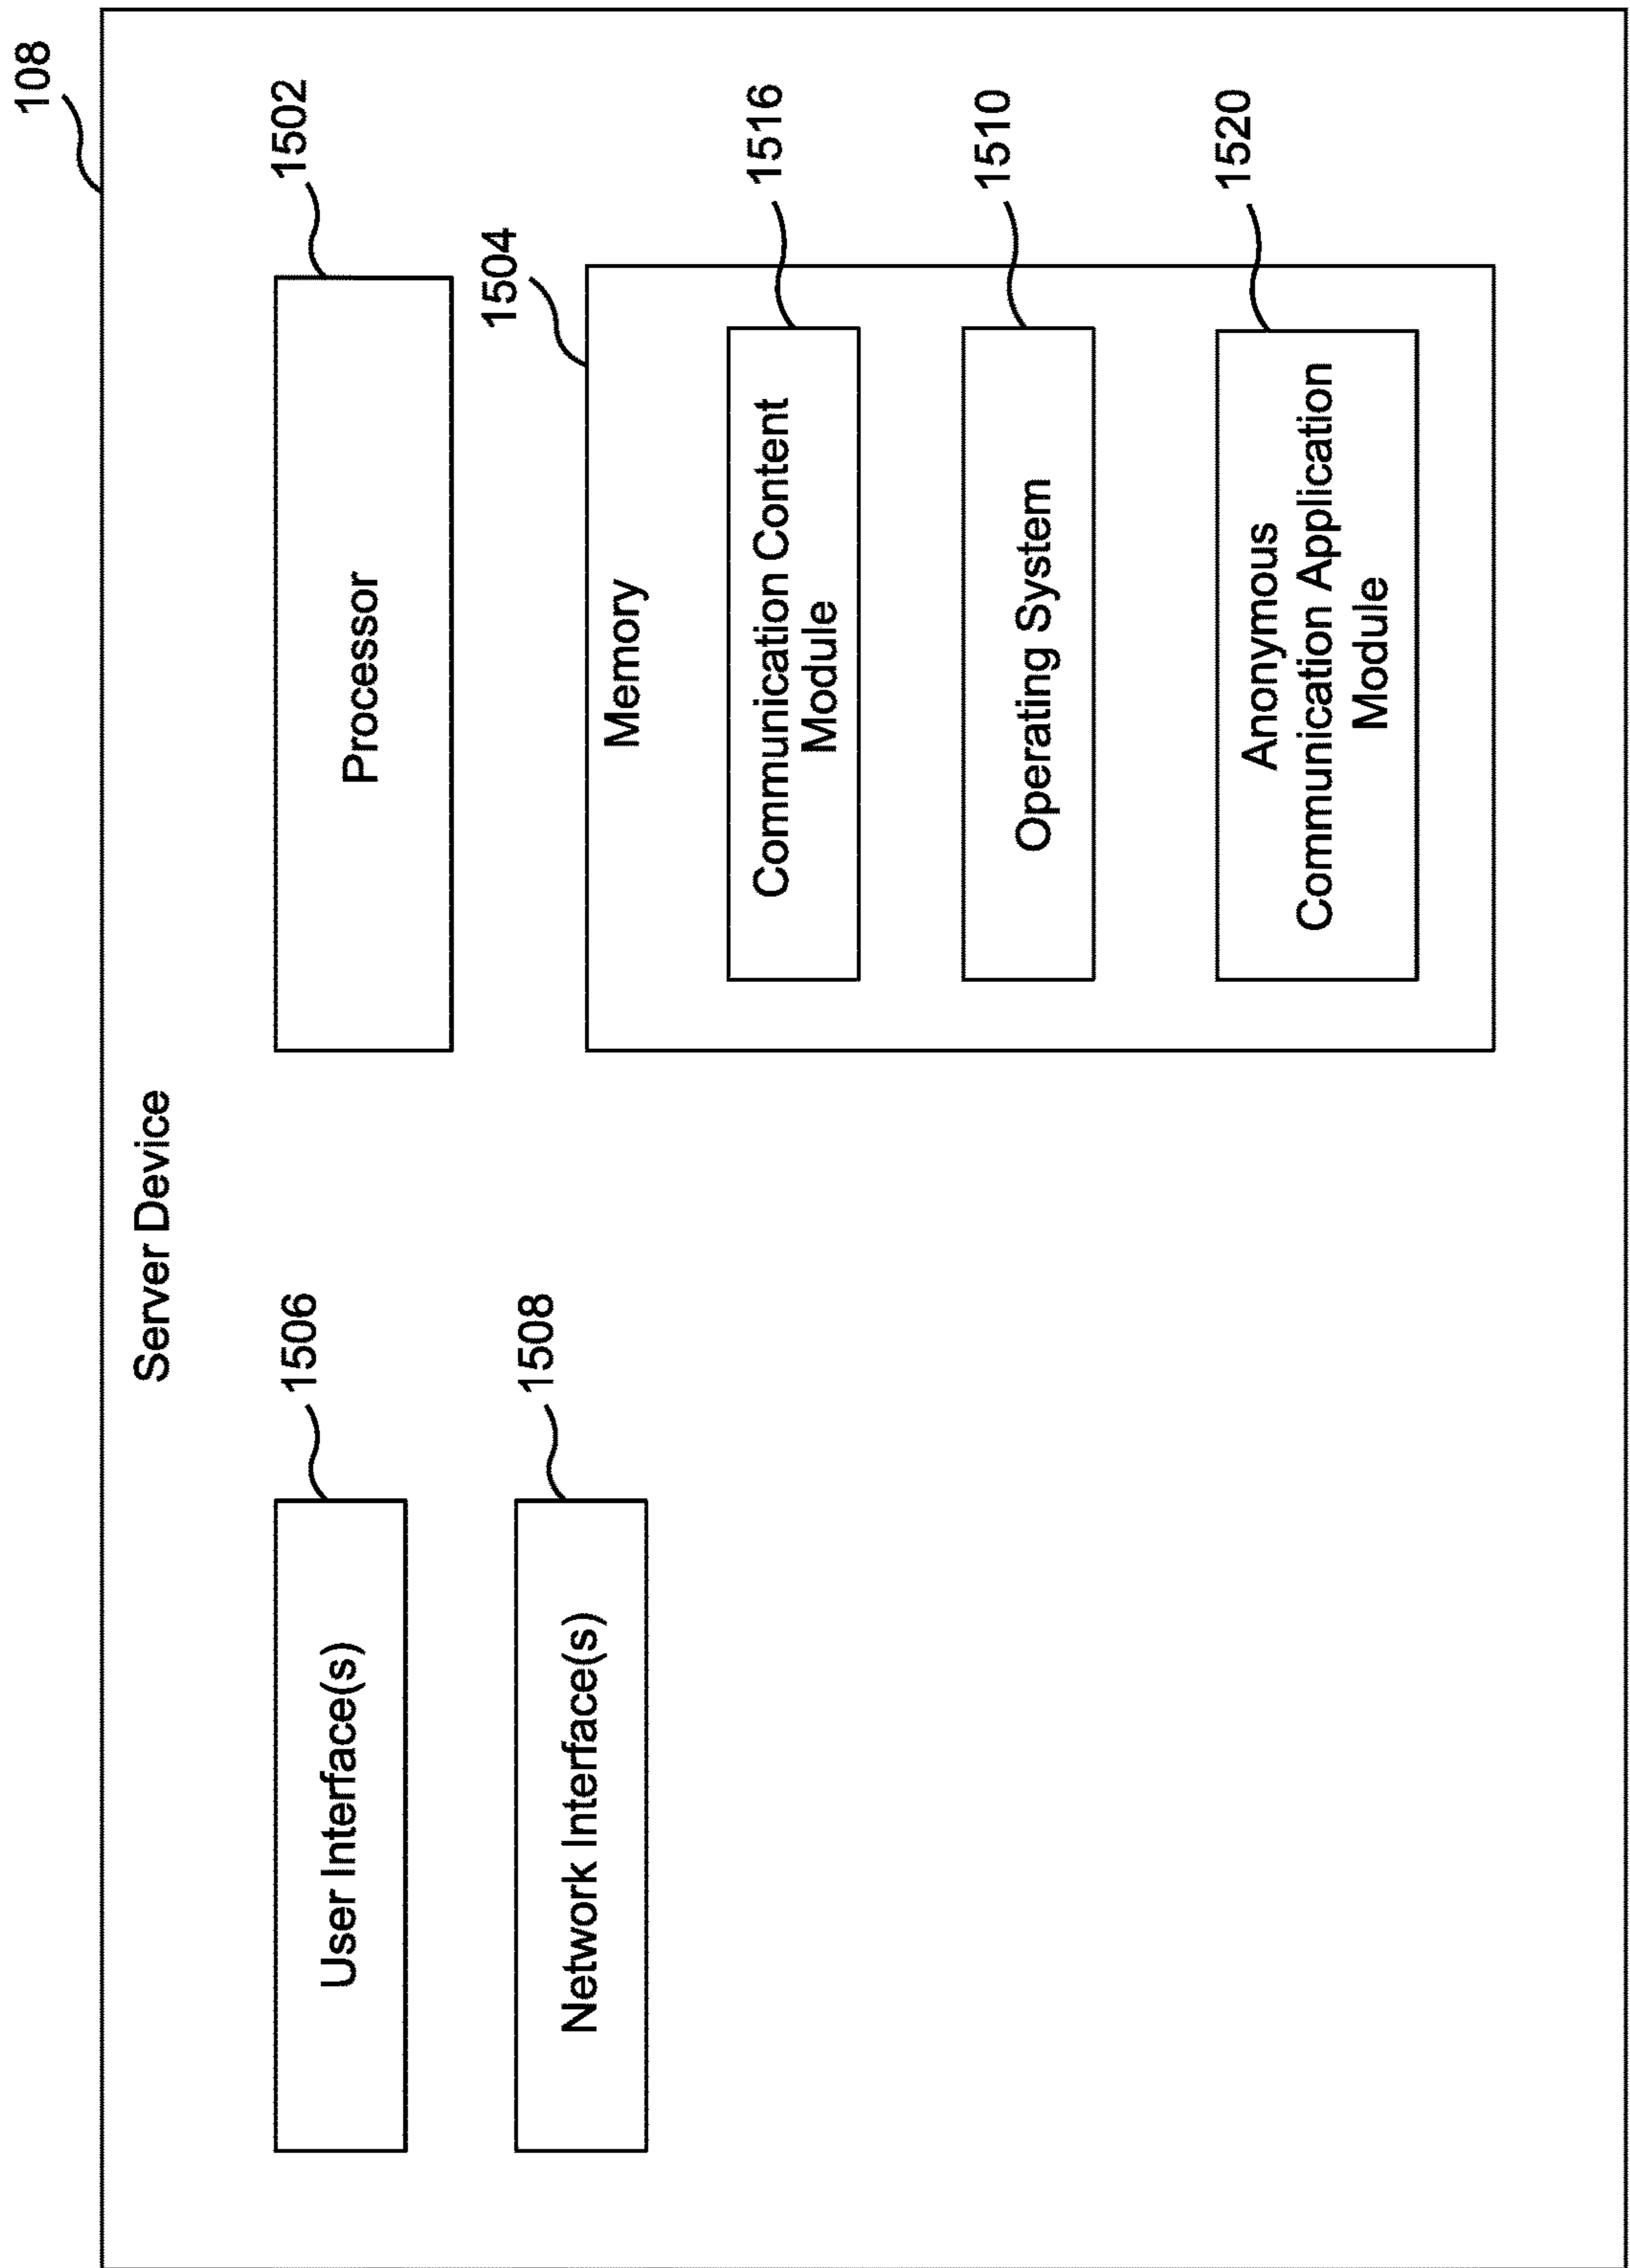 108
Server Device
1506
User Interface(s)
1508
Network Interface(s)
1502
Processor
1504
Memory
1516
Communication Content
Module
1510
Operating System
1520
Anonymous
Communication Application
Module